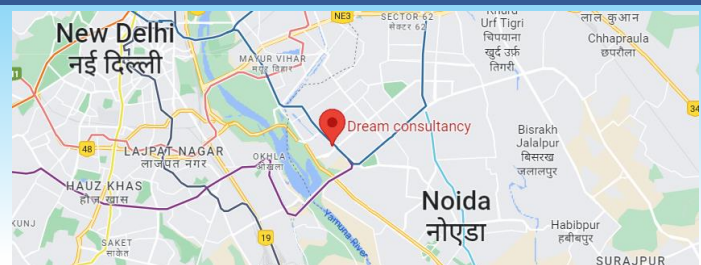 New Delhi
नई दिल्ली
NE3
SECTOR 62
सेक्टर 62
Urf Tigri
चिपयाना
खुर्द उर्फ
तिगरी
लाल कुआन
Chhapraula
छपरौला
MAYUR VIHAR
मयूर विहार
34
Dream consultancy
48
LAJPAT NAGAR
लाजपत नगर
OKHLA
ओखला
Bisrakh
Jalalpur
बिसरख
जलालपुर
HAUZ KHAS
हौज़ खास
Noida
नोएडा
KUNJ
SAKET
साकेत
19
Yamuna River
Habibpur
हबीबपुर
SURAJPUR